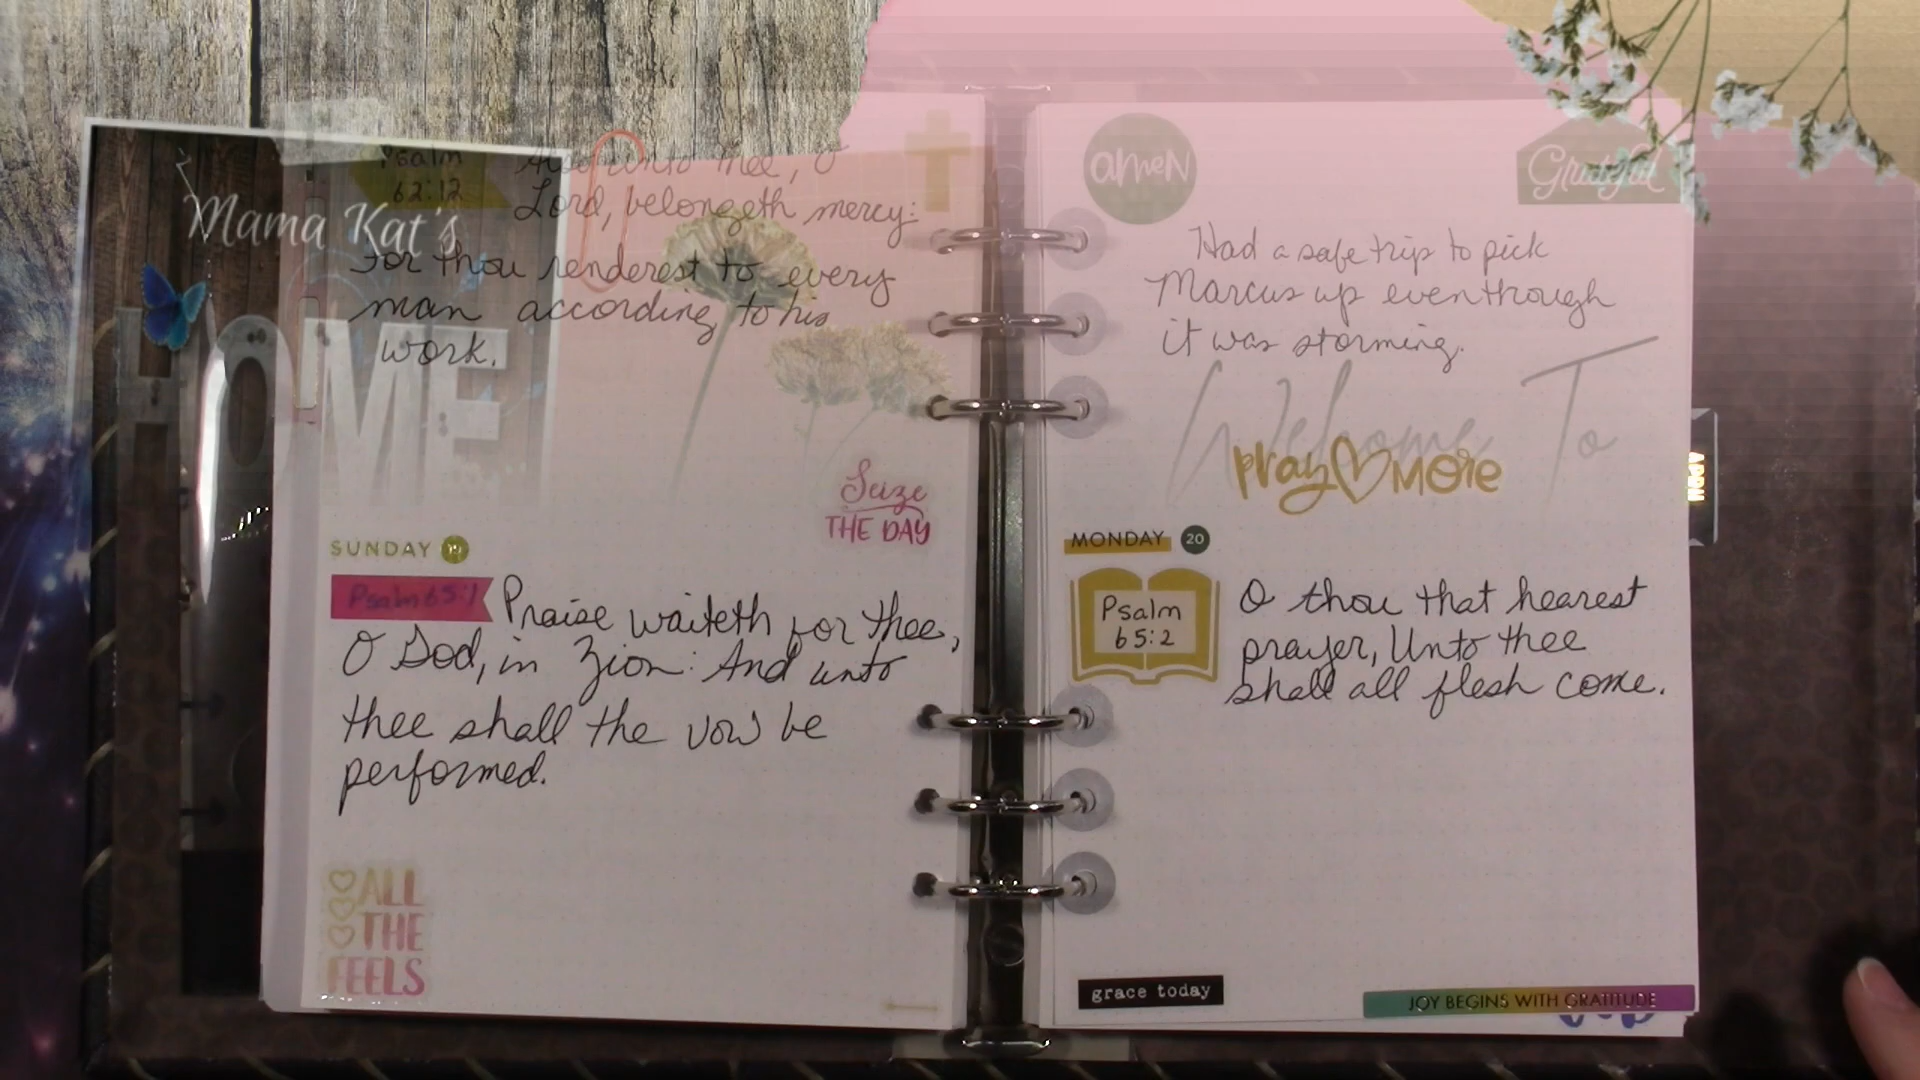 Mama Kat's
HOME
Psalm
62:12
Also unto thee, O
Lord, belongeth mercy:
For thou renderest to every
man according to his
work.
Seize
THE DAY
SUNDAY 19
Psalm 65:1
Praise waiteth for thee,
O God, in Zion: And unto
thee shall the vow be
performed.
ALL
THE
FEELS
amen
Grateful
Had a safe trip to pick
Marcus up eventhrough
it was storming.
Welcome To
pray more
APRIL
MONDAY 20
Psalm
65:2
O thou that hearest
prayer, Unto thee
shall all flesh come.
grace today
JOY BEGINS WITH GRATITUDE